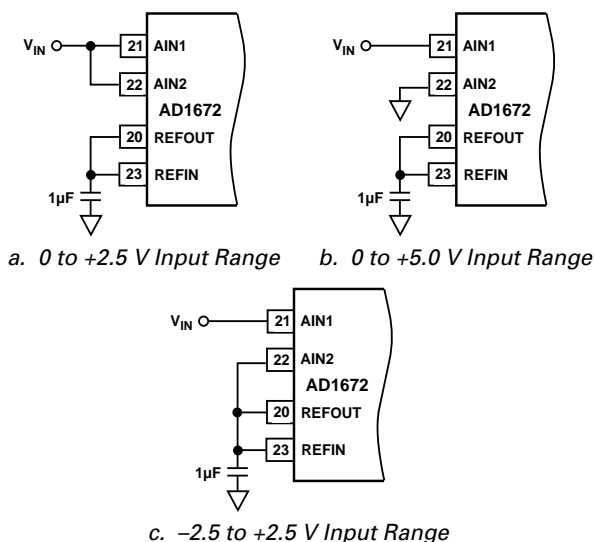 V_IN 21 AIN1
22 AIN2
AD1672
20 REFOUT
23 REFIN
1µF
a. 0 to +2.5 V Input Range
V_IN 21 AIN1
22 AIN2
AD1672
20 REFOUT
23 REFIN
1µF
b. 0 to +5.0 V Input Range
V_IN 21 AIN1
22 AIN2
AD1672
20 REFOUT
23 REFIN
1µF
c. –2.5 to +2.5 V Input Range